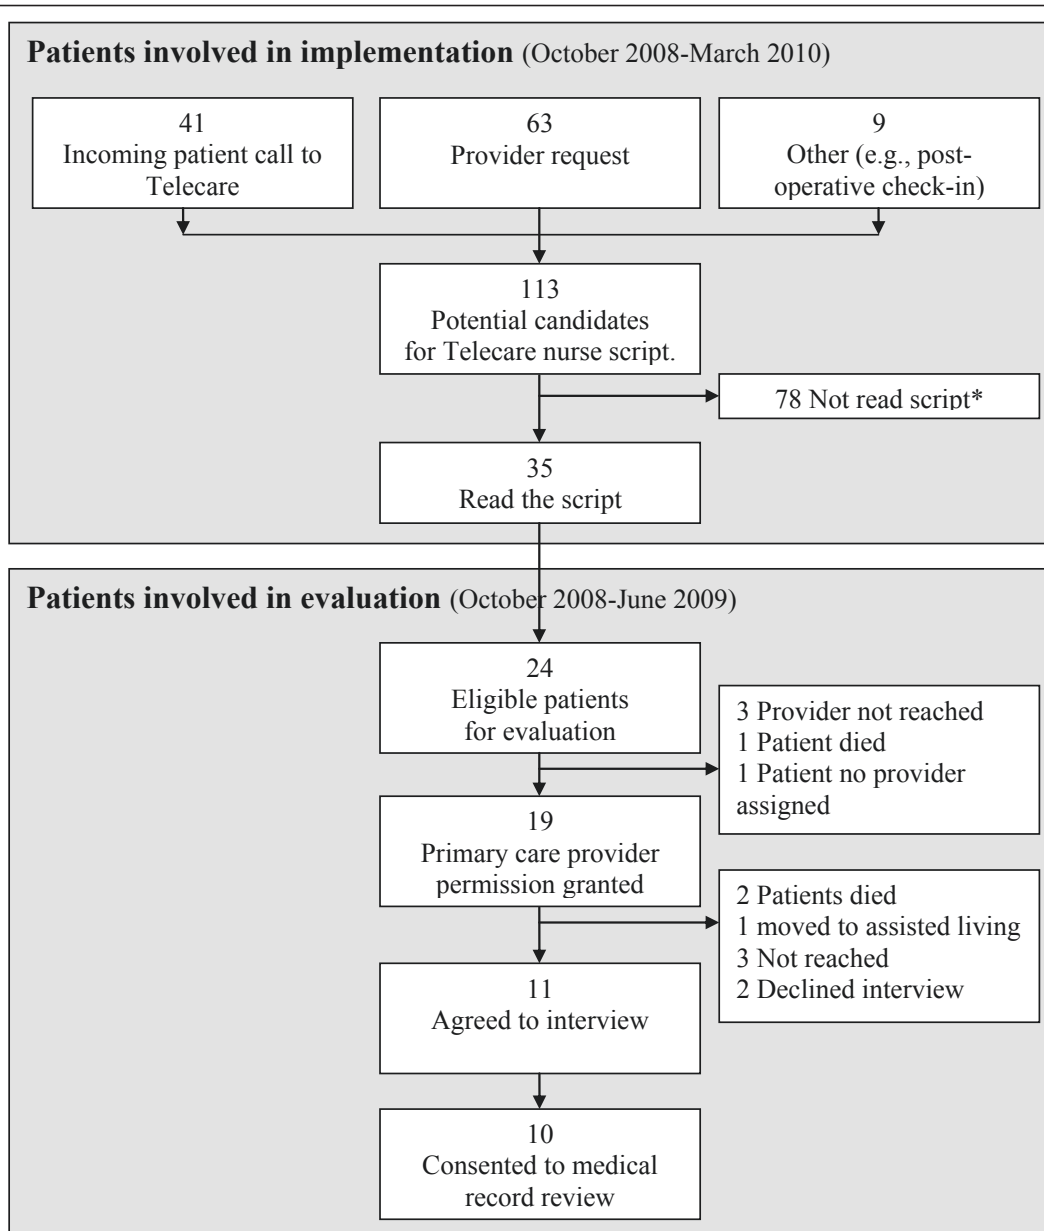 Patients involved in implementation (October 2008-March 2010)
41
Incoming patient call to
Telecare
63
Provider request
9
Other (e.g., post-
operative check-in)
113
Potential candidates
for Telecare nurse script.
78 Not read script*
35
Read the script
Patients involved in evaluation (October 2008-June 2009)
24
Eligible patients
for evaluation
3 Provider not reached
1 Patient died
1 Patient no provider
assigned
19
Primary care provider
permission granted
2 Patients died
1 moved to assisted living
3 Not reached
2 Declined interview
11
Agreed to interview
10
Consented to medical
record review